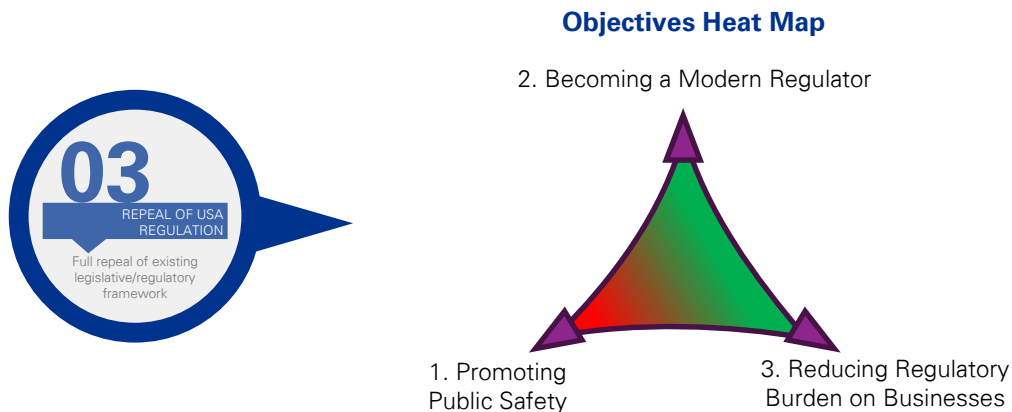 Objectives Heat Map
2. Becoming a Modern Regulator
03
REPEAL OF USA
REGULATION
Full repeal of existing
legislative/regulatory
framework
1. Promoting
Public Safety
3. Reducing Regulatory
Burden on Businesses